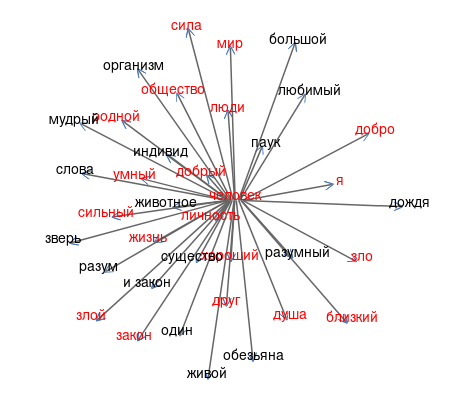 сила
мир
большой
организм
общество
любимый
люди
мудрый
родной
добро
паук
индивид
слова
умный
добрый
я
человек
животное
дождя
сильный
личность
зверь
жизнь
существо
хороший
разумный
зло
разум
и закон
друг
злой
душа
близкий
закон
один
обезьяна
живой